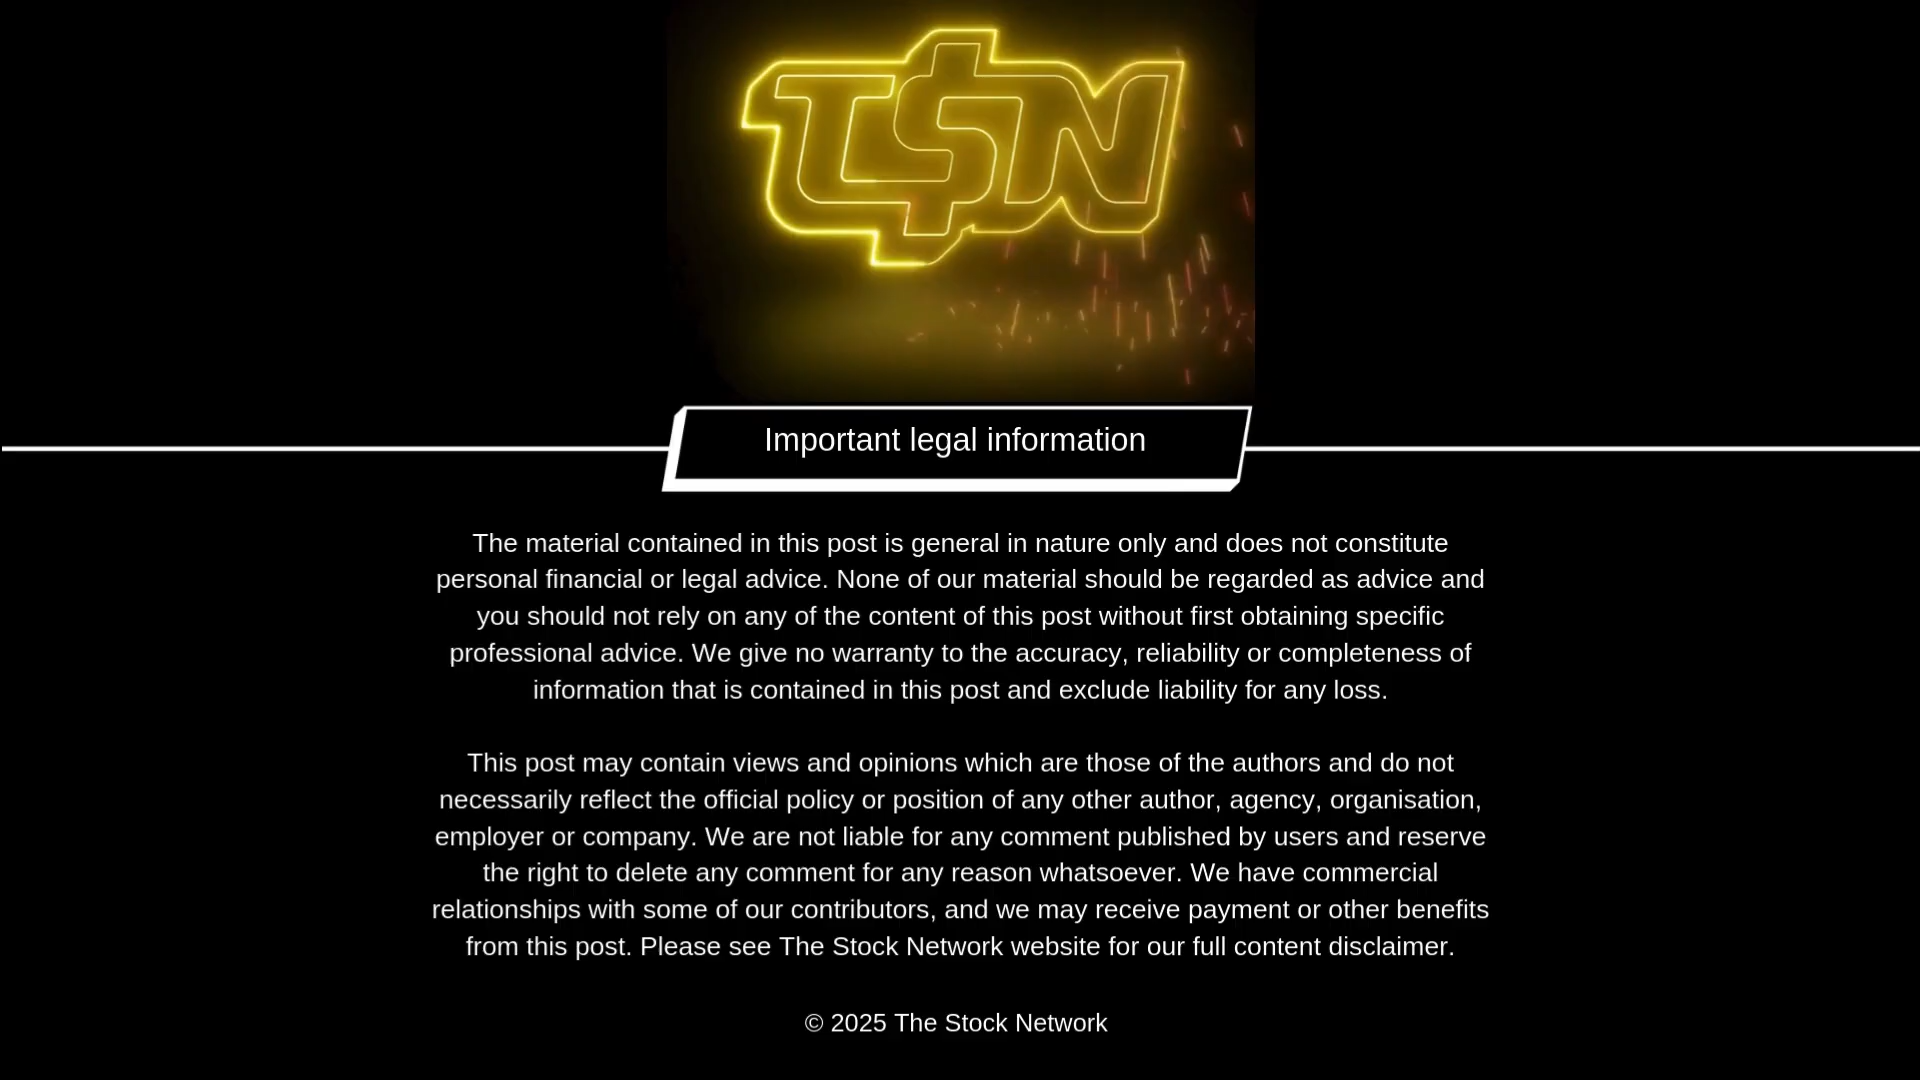 TSN
Important legal information
The material contained in this post is general in nature only and does not constitute
personal financial or legal advice. None of our material should be regarded as advice and
you should not rely on any of the content of this post without first obtaining specific
professional advice. We give no warranty to the accuracy, reliability or completeness of
information that is contained in this post and exclude liability for any loss.
This post may contain views and opinions which are those of the authors and do not
necessarily reflect the official policy or position of any other author, agency, organisation,
employer or company. We are not liable for any comment published by users and reserve
the right to delete any comment for any reason whatsoever. We have commercial
relationships with some of our contributors, and we may receive payment or other benefits
from this post. Please see The Stock Network website for our full content disclaimer.
© 2025 The Stock Network